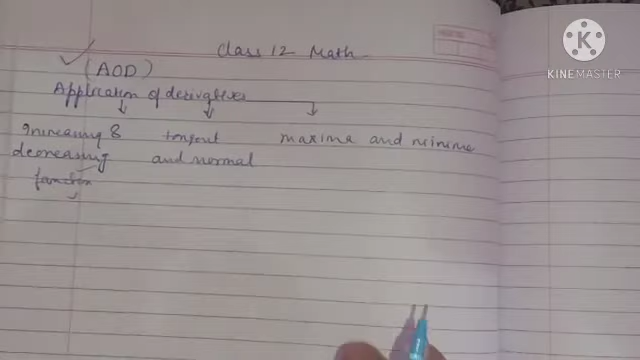 Class 12 Math
(AOD)
Application of derivatives
increasing & tangent maxima and minima
decreasing and normal
function
K
KINEMASTER